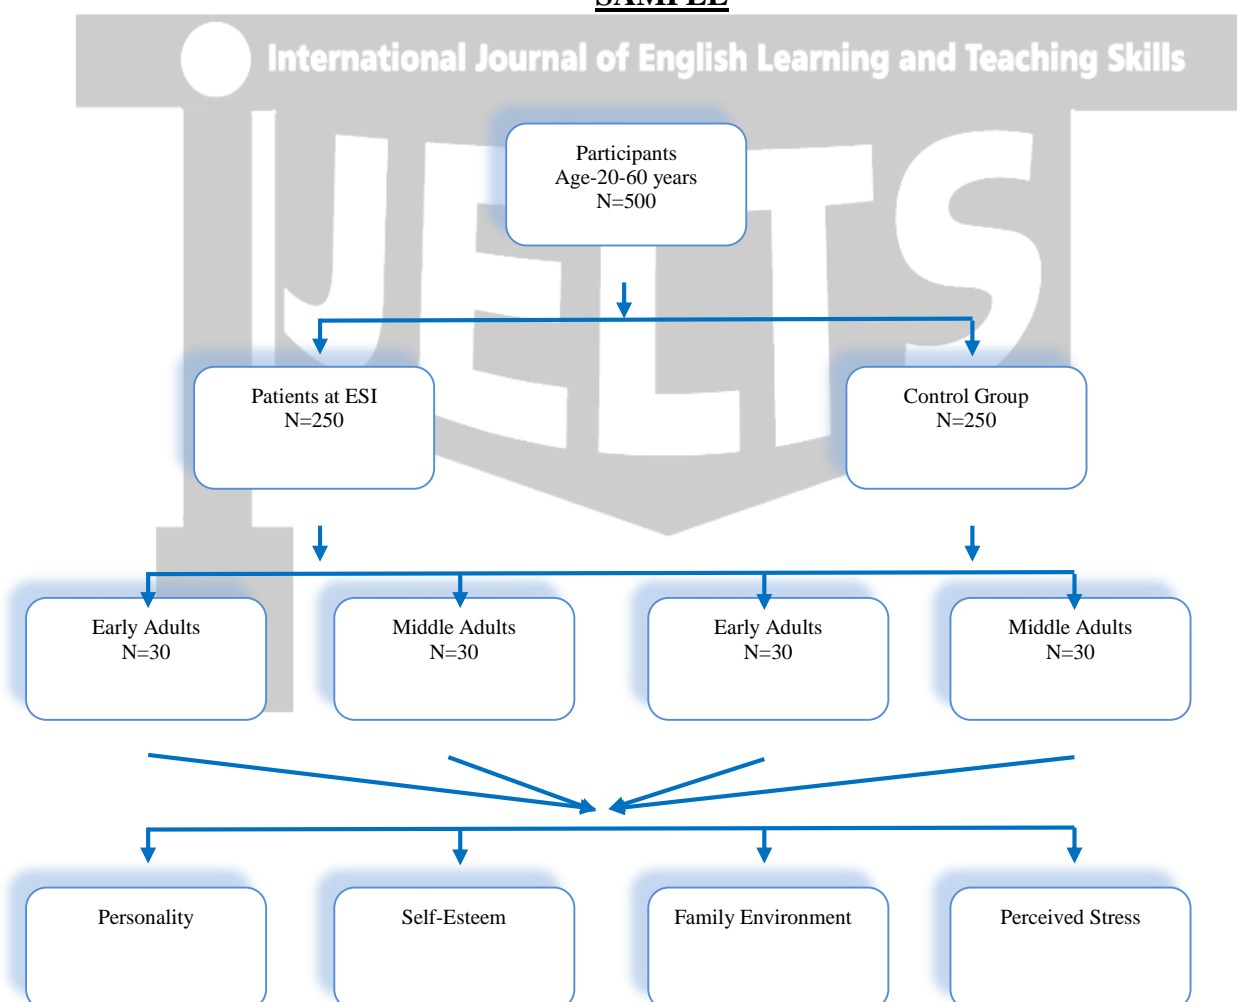 SAMPLE
International Journal of English Learning and Teaching Skills
IJELTS
Participants
Age-20-60 years
N=500
Patients at ESI
N=250
Control Group
N=250
Early Adults
N=30
Middle Adults
N=30
Early Adults
N=30
Middle Adults
N=30
Personality
Self-Esteem
Family Environment
Perceived Stress